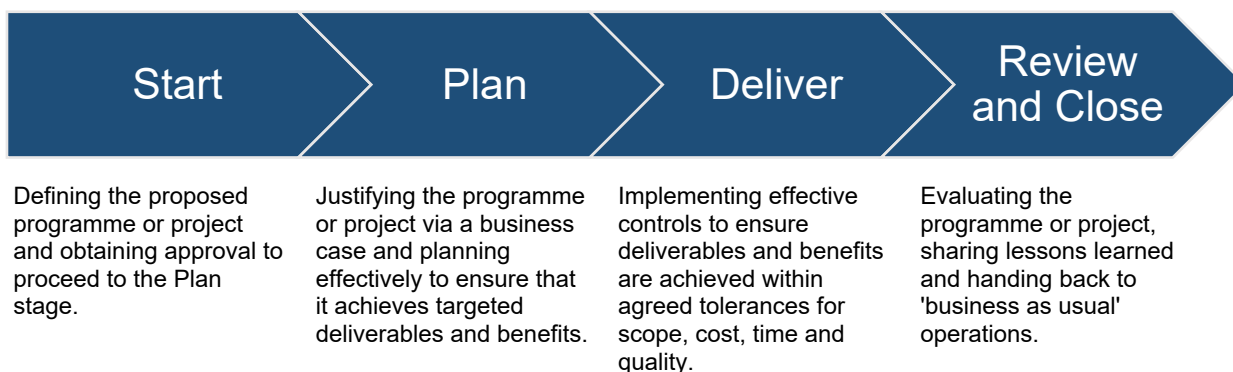 Start
Plan
Deliver
Review
and Close
Defining the proposed
programme or project
and obtaining approval to
proceed to the Plan
stage.
Justifying the programme
or project via a business
case and planning
effectively to ensure that
it achieves targeted
deliverables and benefits.
Implementing effective
controls to ensure
deliverables and benefits
are achieved within
agreed tolerances for
scope, cost, time and
quality.
Evaluating the
programme or project,
sharing lessons learned
and handing back to
'business as usual'
operations.